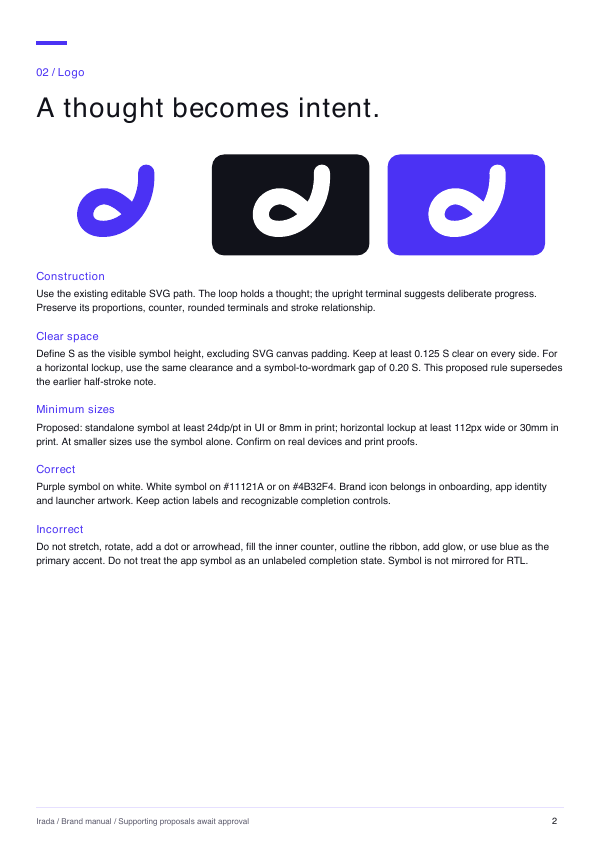 02 / Logo
A thought becomes intent.
Construction
Use the existing editable SVG path. The loop holds a thought; the upright terminal suggests deliberate progress.
Preserve its proportions, counter, rounded terminals and stroke relationship.
Clear space
Define S as the visible symbol height, excluding SVG canvas padding. Keep at least 0.125 S clear on every side. For
a horizontal lockup, use the same clearance and a symbol-to-wordmark gap of 0.20 S. This proposed rule supersedes
the earlier half-stroke note.
Minimum sizes
Proposed: standalone symbol at least 24dp/pt in UI or 8mm in print; horizontal lockup at least 112px wide or 30mm in
print. At smaller sizes use the symbol alone. Confirm on real devices and print proofs.
Correct
Purple symbol on white. White symbol on #11121A or on #4B32F4. Brand icon belongs in onboarding, app identity
and launcher artwork. Keep action labels and recognizable completion controls.
Incorrect
Do not stretch, rotate, add a dot or arrowhead, fill the inner counter, outline the ribbon, add glow, or use blue as the
primary accent. Do not treat the app symbol as an unlabeled completion state. Symbol is not mirrored for RTL.
Irada / Brand manual / Supporting proposals await approval
2